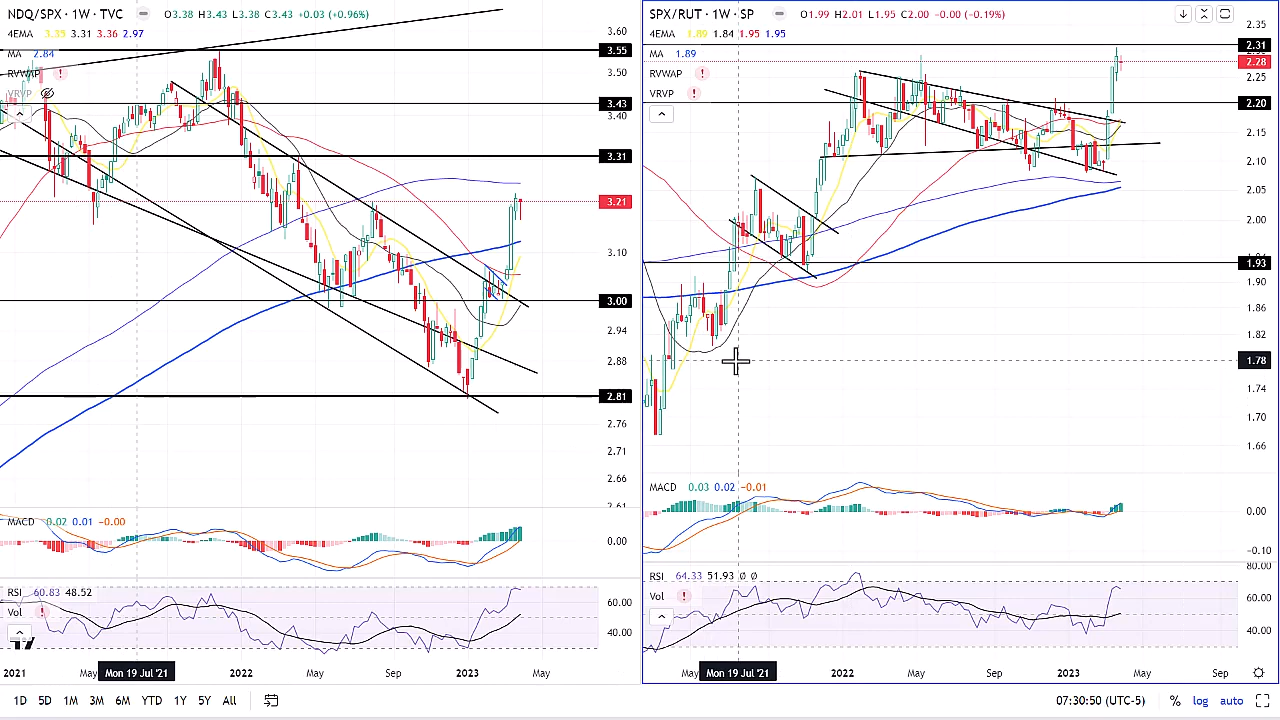 NDQ/SPX · 1W · TVC O3.38 H3.43 L3.38 C3.43 +0.03 (+0.96%)
4EMA 3.35 3.31 3.36 2.97
MA 2.84
RVWAP
VRVP
3.60
3.55
3.50
3.43
3.40
3.31
3.21
3.10
3.00
2.94
2.88
2.81
2.76
2.71
2.66
2.61
MACD 0.02 0.01 −0.00
0.00
RSI 60.83 48.52
Vol
60.00
40.00
2021 May Mon 19 Jul '21 2022 May Sep 2023 May
SPX/RUT · 1W · SP O1.99 H2.01 L1.95 C2.00 −0.00 (−0.19%)
4EMA 1.89 1.84 1.95 1.95
MA 1.89
RVWAP
VRVP
2.35
2.31
2.28
2.25
2.20
2.15
2.10
2.05
2.00
1.93
1.90
1.86
1.82
1.78
1.74
1.70
1.66
MACD 0.03 0.02 −0.01
0.00
−0.10
RSI 64.33 51.93 Ø Ø
Vol
80.00
60.00
40.00
May Mon 19 Jul '21 2022 May Sep 2023 May Sep
1D 5D 1M 3M 6M YTD 1Y 5Y All
07:30:50 (UTC-5) % log auto